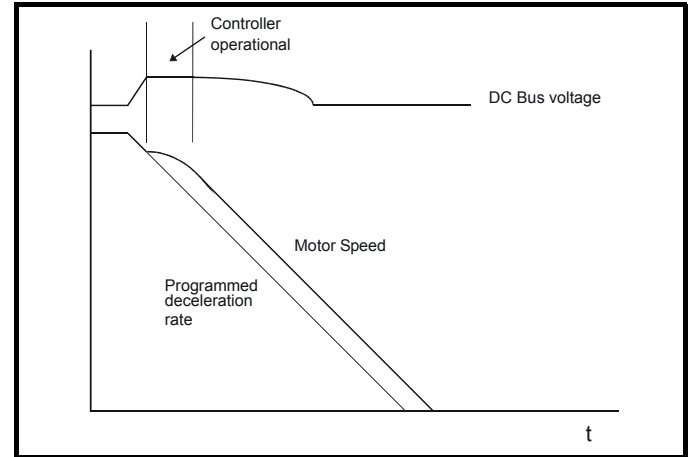 Controller
operational
DC Bus voltage
Motor Speed
Programmed
deceleration
rate
t